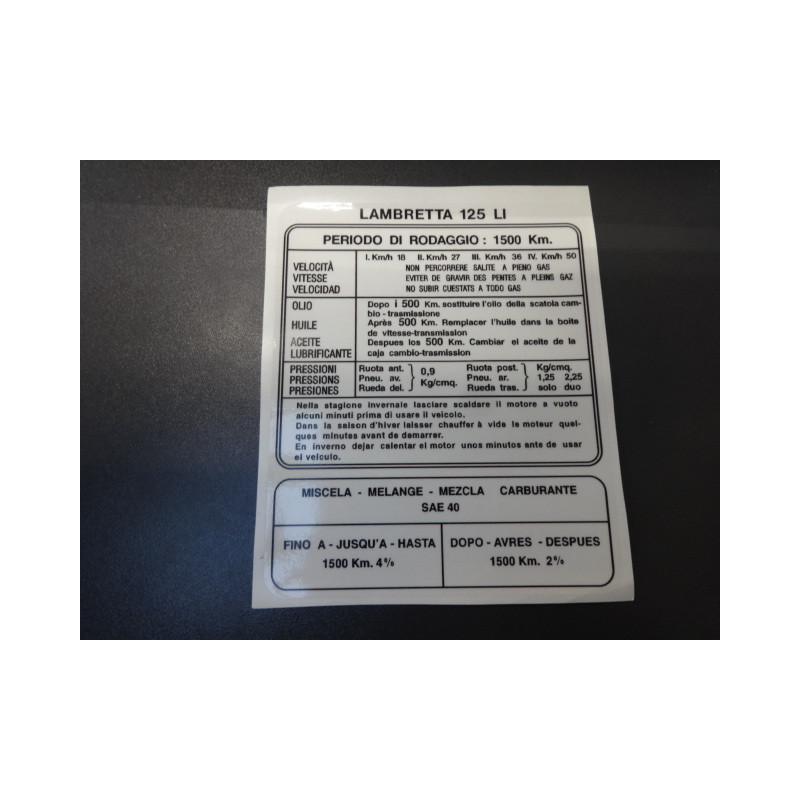 LAMBRETTA 125 LI
PERIODO DI RODAGGIO: 1500 Km.
VELOCITÀ
VITESSE
VELOCIDAD
I. Km/h 18 II. Km/h 27 III. Km/h 36 IV. Km/h 50
NON PERCORRERE SALITE A PIENO GAS
EVITER DE GRAVIR DES PENTES A PLEINS GAZ
NO SUBIR CUESTATS A TODO GAS
OLIO
HUILE
ACEITE
LUBRIFICANTE
Dopo i 500 Km. sostituire l'olio della scatola cam-
bio - trasmissione
Après 500 Km. Remplacer l'huile dans la boite
de vitesse-transmission
Despues los 500 Km. Cambiar el aceite de la
caja cambio-trasmission
PRESSIONI
PRESSIONS
PRESIONES
Ruota ant.
Pneu. av.
Rueda del.
0,9
Kg/cmq.
Ruota post.
Pneu. ar.
Rueda tras.
Kg/cmq.
1,25 2,25
solo duo
Nella stagione invernale lasciare scaldare il motore a vuoto
alcuni minuti prima di usare il veicolo.
Dans la saison d'hiver laisser chauffer à vide le moteur quel-
ques minutes avant de demarrer.
En inverno dejar calentar el motor unos minutos ante de usar
el veiculo.
MISCELA - MELANGE - MEZCLA CARBURANTE
SAE 40
FINO A - JUSQU'A - HASTA
1500 Km. 4%
DOPO - AVRES - DESPUES
1500 Km. 2%